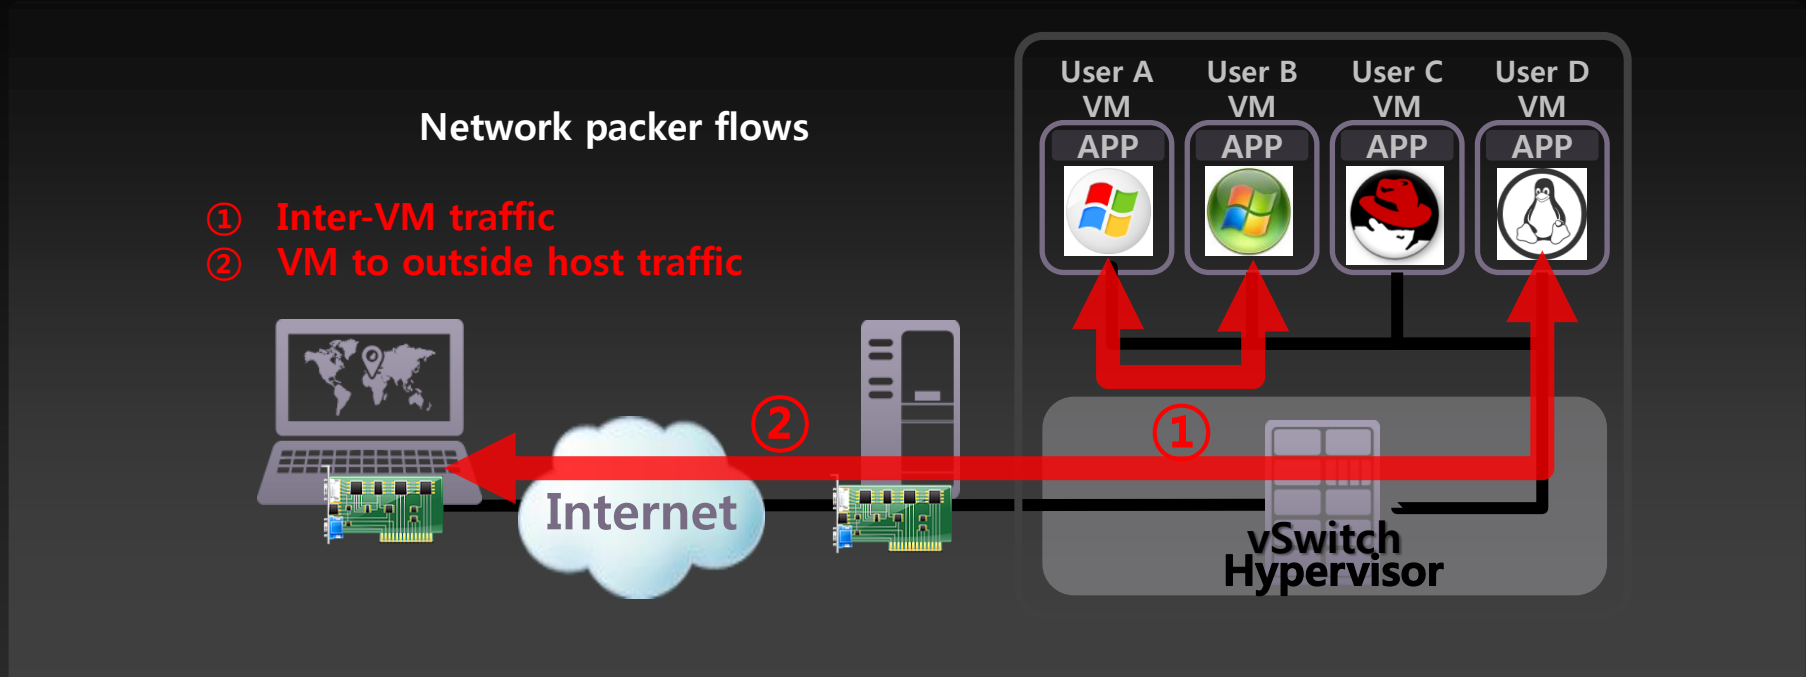 Network packer flows
① Inter-VM traffic
② VM to outside host traffic
User A VM
User B VM
User C VM
User D VM
APP
APP
APP
APP
①
②
Internet
vSwitch
Hypervisor